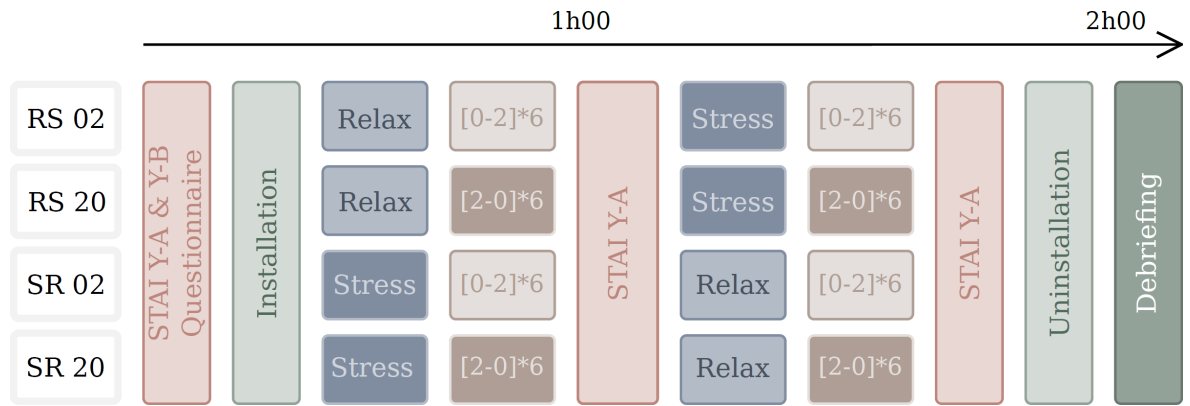 1h00
2h00
RS 02
RS 20
SR 02
SR 20
STAI Y-A & Y-B
Questionnaire
Installation
Relax
Relax
Stress
Stress
[0-2]*6
[2-0]*6
[0-2]*6
[2-0]*6
STAI Y-A
Stress
Stress
Relax
Relax
[0-2]*6
[2-0]*6
[0-2]*6
[2-0]*6
STAI Y-A
Uninstallation
Debriefing